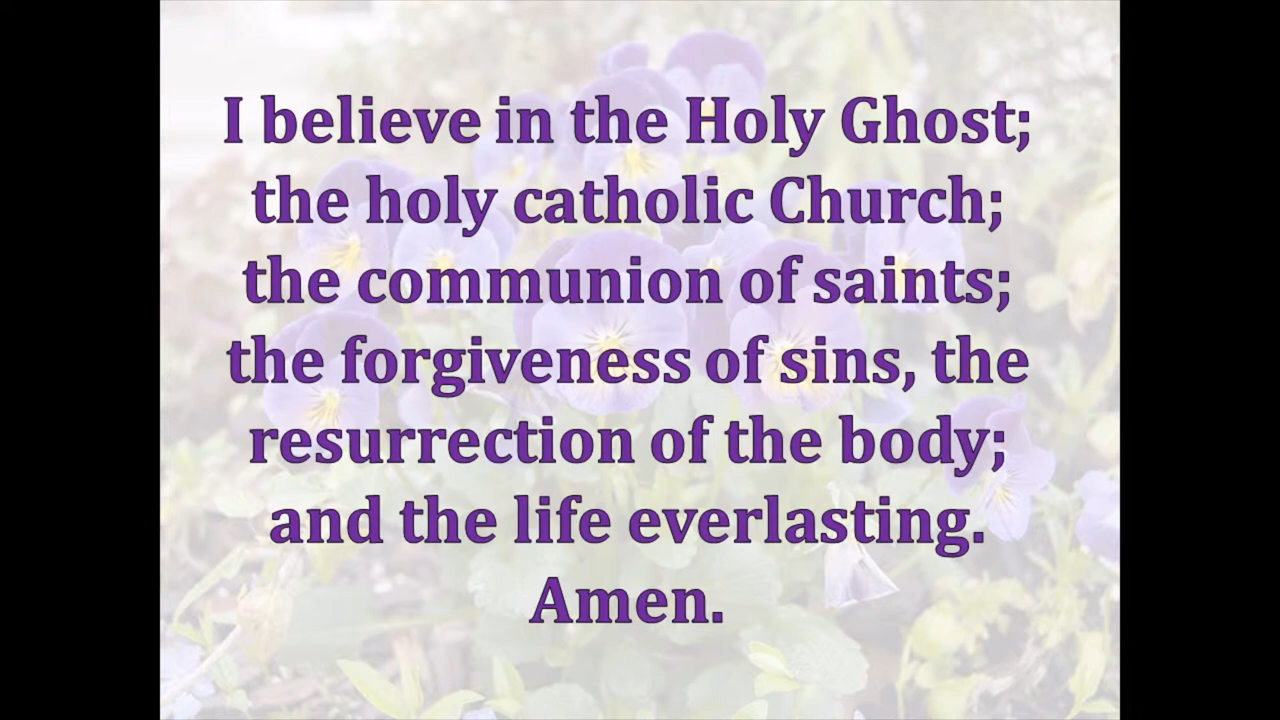 I believe in the Holy Ghost;
the holy catholic Church;
the communion of saints;
the forgiveness of sins, the
resurrection of the body;
and the life everlasting.
Amen.